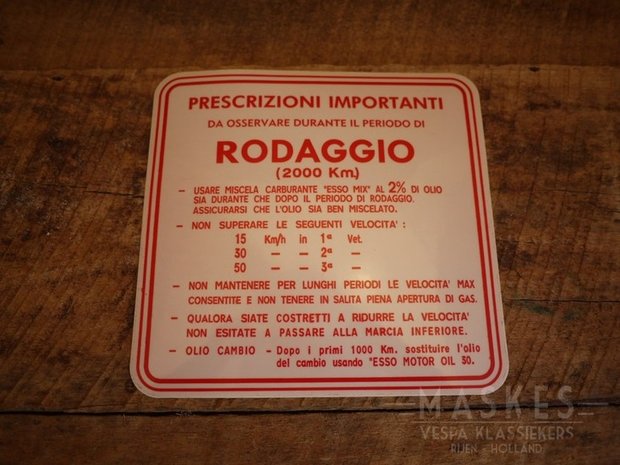 PRESCRIZIONI IMPORTANTI
DA OSSERVARE DURANTE IL PERIODO DI
RODAGGIO
(2000 Km.)
- USARE MISCELA CARBURANTE "ESSO MIX" AL 2% DI OLIO
SIA DURANTE CHE DOPO IL PERIODO DI RODAGGIO.
ASSICURARSI CHE L'OLIO SIA BEN MISCELATO.
- NON SUPERARE LE SEGUENTI VELOCITA' :
15 Km/h in 1ª Vel.
30 - - 2ª -
50 - - 3ª -
- NON MANTENERE PER LUNGHI PERIODI LE VELOCITA' MAX
CONSENTITE E NON TENERE IN SALITA PIENA APERTURA DI GAS.
- QUALORA SIATE COSTRETTI A RIDURRE LA VELOCITA'
NON ESITATE A PASSARE ALLA MARCIA INFERIORE.
- OLIO CAMBIO - Dopo i primi 1000 Km. sostituire l'olio
del cambio usando "ESSO MOTOR OIL 30.
MASKES
VESPA KLASSIEKERS
RIJEN - HOLLAND